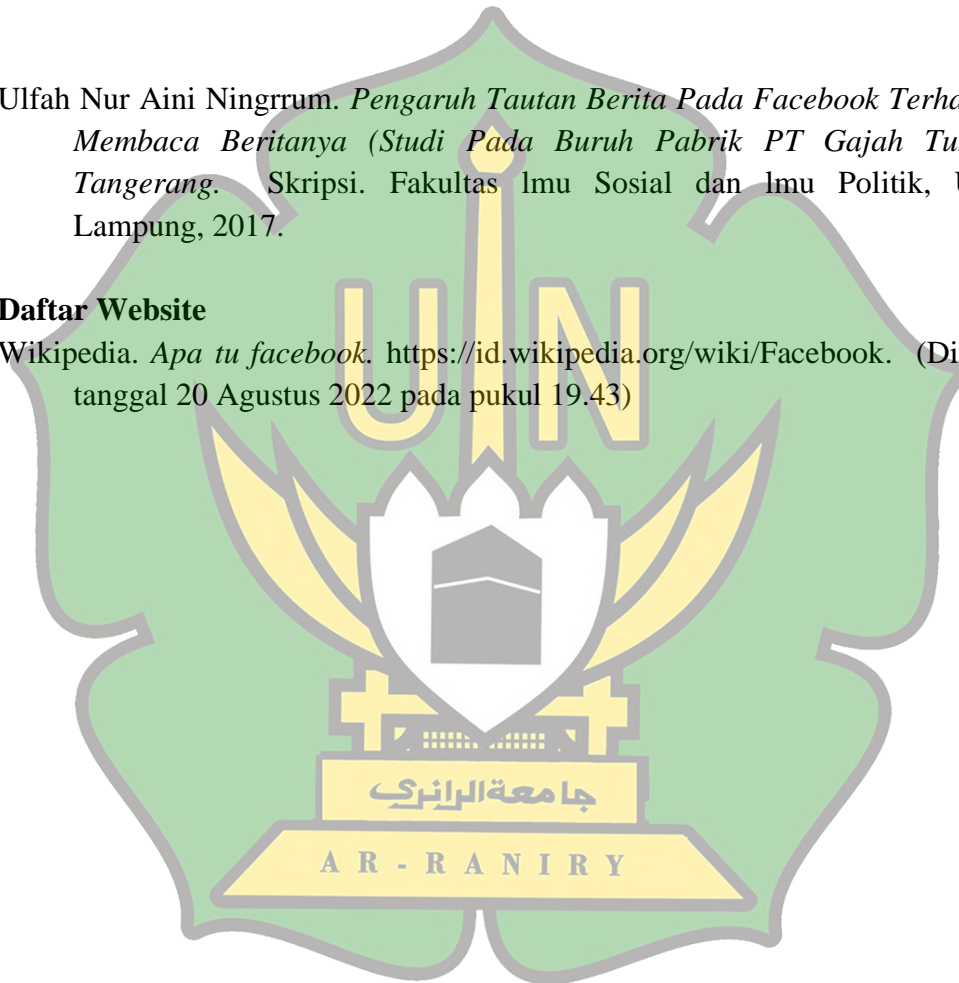 Ulfah Nur Aini Ningrrum. Pengaruh Tautan Berita Pada Facebook Terha
Membaca Beritanya (Studi Pada Buruh Pabrik PT Gajah Tu
Tangerang. Skripsi. Fakultas lmu Sosial dan lmu Politik, U
Lampung, 2017.
Daftar Website
Wikipedia. Apa tu facebook. https://id.wikipedia.org/wiki/Facebook. (Di
tanggal 20 Agustus 2022 pada pukul 19.43)
UIN
جامعةالرانري
AR-RANIRY